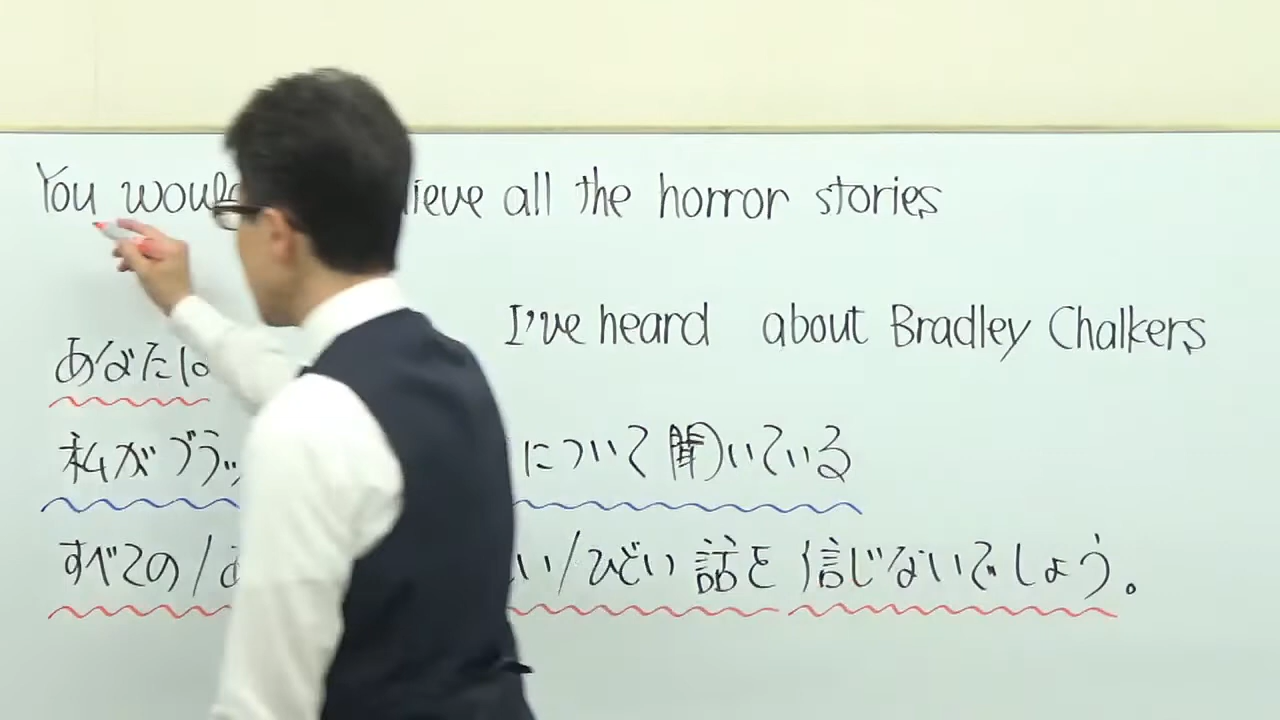 You all the horror stories
I've heard about Bradley Chalkers
あなたは
私がブラッ について聞いている
すべての/ い/ひどい 話を 信じないでしょう。